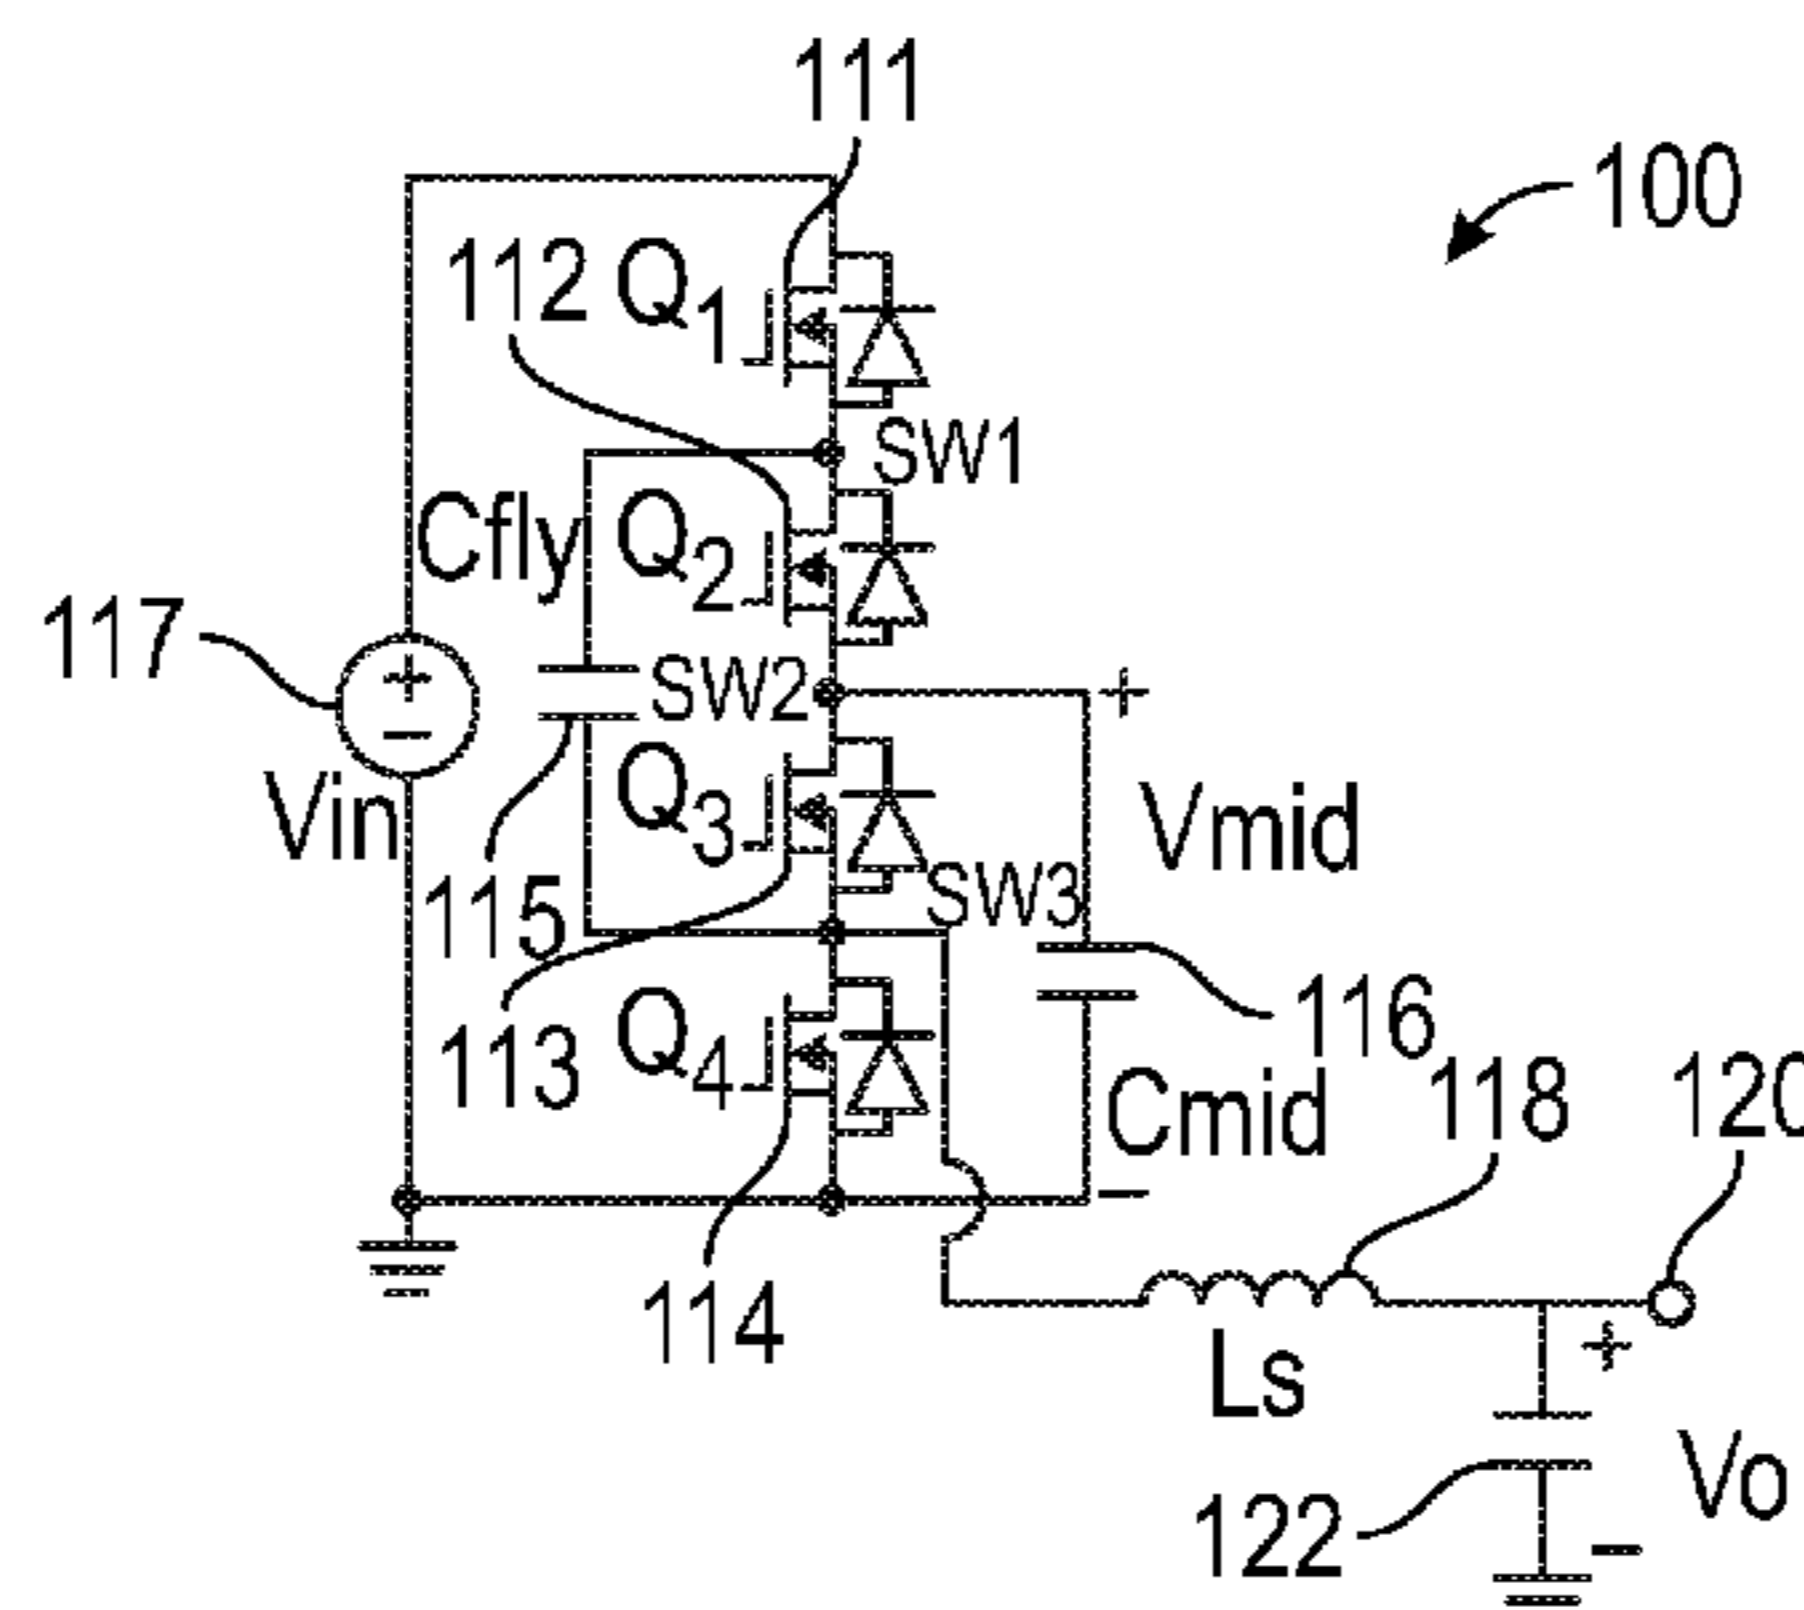 111
100
112 Q1
SW1
Cfly Q2
117
SW2
+
−
+
Vin
Q3
Vmid
115
SW3
116
113 Q4
Cmid
118
120
−
114
+
Ls
Vo
122
−